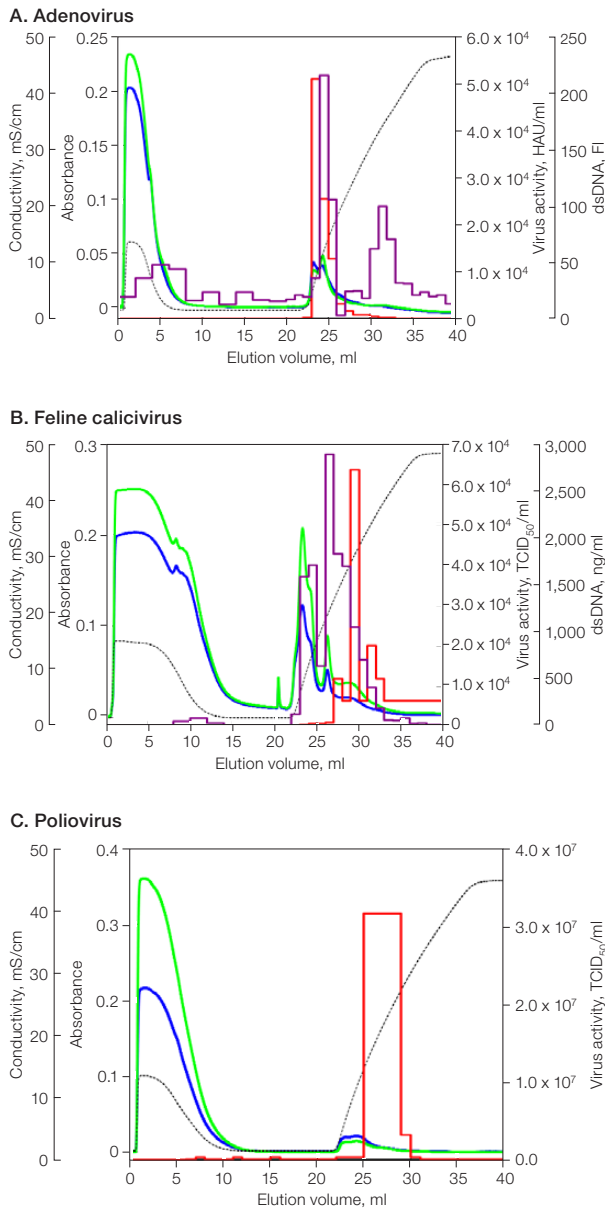 A. Adenovirus
50
40
30
20
10
0
Conductivity, mS/cm
0.25
0.2
0.15
0.1
0.05
0
Absorbance
6.0 x 10⁴
5.0 x 10⁴
4.0 x 10⁴
3.0 x 10⁴
2.0 x 10⁴
1.0 x 10⁴
0
Virus activity, HAU/ml
250
200
150
100
50
0
dsDNA, FI
0 5 10 15 20 25 30 35 40
Elution volume, ml
B. Feline calicivirus
50
40
30
20
10
0
Conductivity, mS/cm
0.3
0.2
0.1
0
Absorbance
7.0 x 10⁴
6.0 x 10⁴
5.0 x 10⁴
4.0 x 10⁴
3.0 x 10⁴
2.0 x 10⁴
1.0 x 10⁴
0
Virus activity, TCID₅₀/ml
3,000
2,500
2,000
1,500
1,000
500
0
dsDNA, ng/ml
0 5 10 15 20 25 30 35 40
Elution volume, ml
C. Poliovirus
50
40
30
20
10
0
Conductivity, mS/cm
0.4
0.3
0.2
0.1
0
Absorbance
4.0 x 10⁷
3.0 x 10⁷
2.0 x 10⁷
1.0 x 10⁷
0.0
Virus activity, TCID₅₀/ml
0 5 10 15 20 25 30 35 40
Elution volume, ml